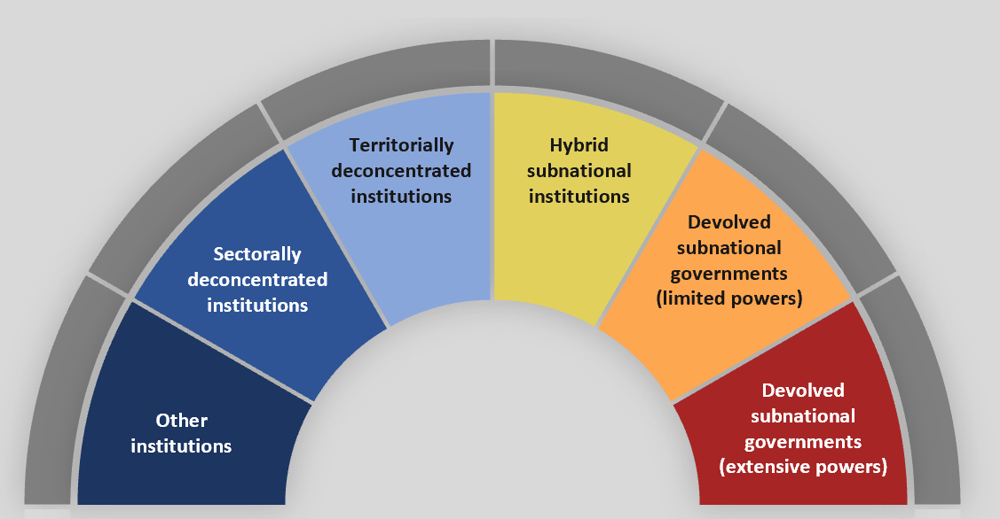 Other
institutions
Sectorally
deconcentrated
institutions
Territorially
deconcentrated
institutions
Hybrid
subnational
institutions
Devolved
subnational
governments
(limited powers)
Devolved
subnational
governments
(extensive powers)